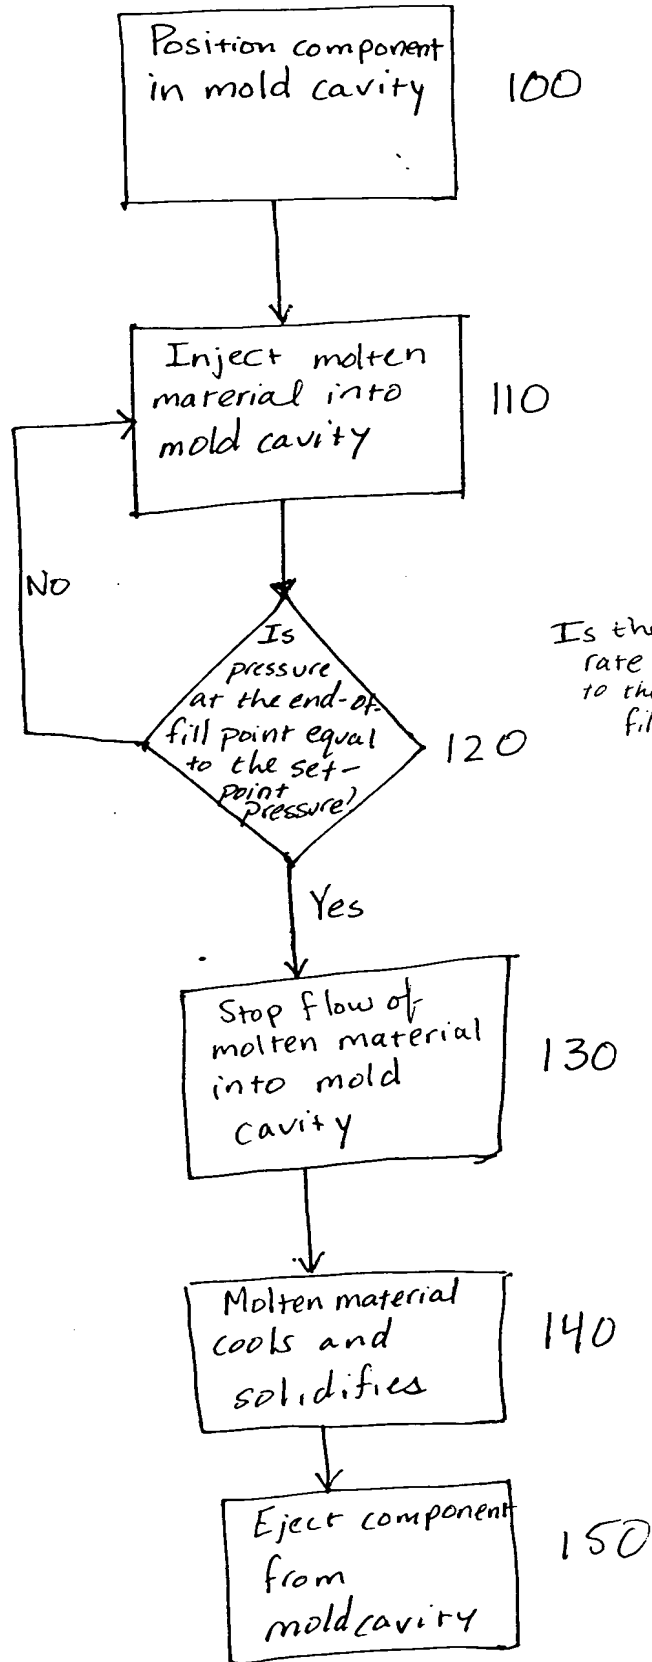 Position component
in mold cavity
100
Inject molten
material into
mold cavity
110
No
Is
pressure
at the end-of-
fill point equal
to the set-
point
pressure?
120
Is the
rate
to the
fil
Yes
Stop flow of
molten material
into mold
cavity
130
Molten material
cools and
solidifies
140
Eject component
from
mold cavity
150